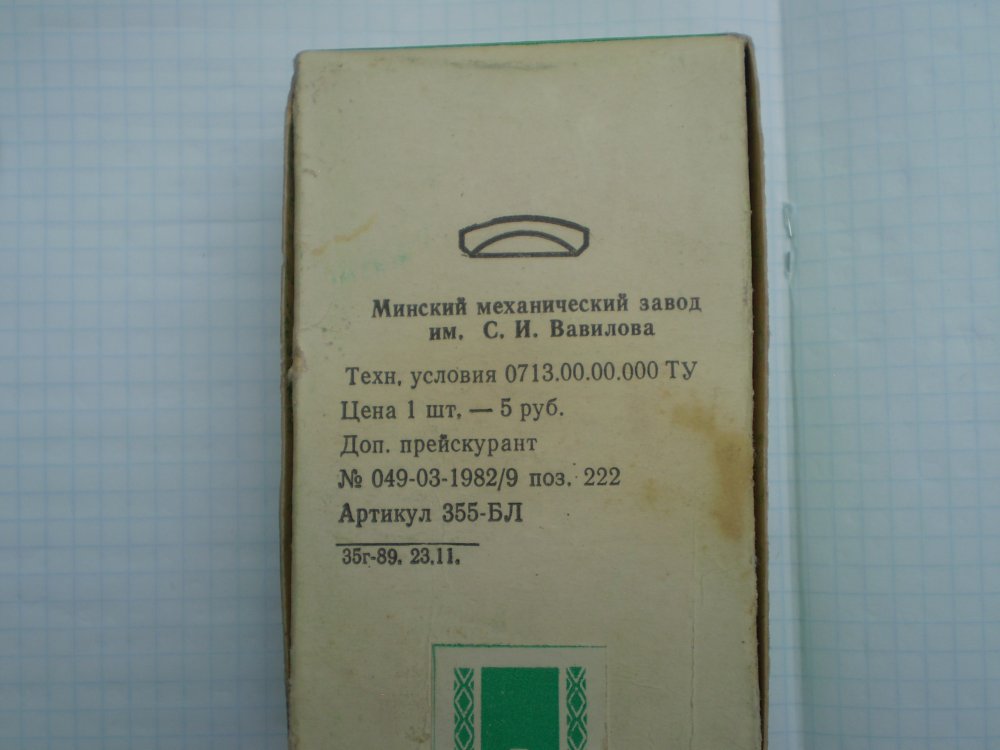 Минский механический завод
им. С. И. Вавилова
Техн. условия 0713.00.00.000 ТУ
Цена 1 шт. — 5 руб.
Доп. прейскурант
№ 049-03-1982/9 поз. 222
Артикул 355-БЛ
35г-89. 23.11.